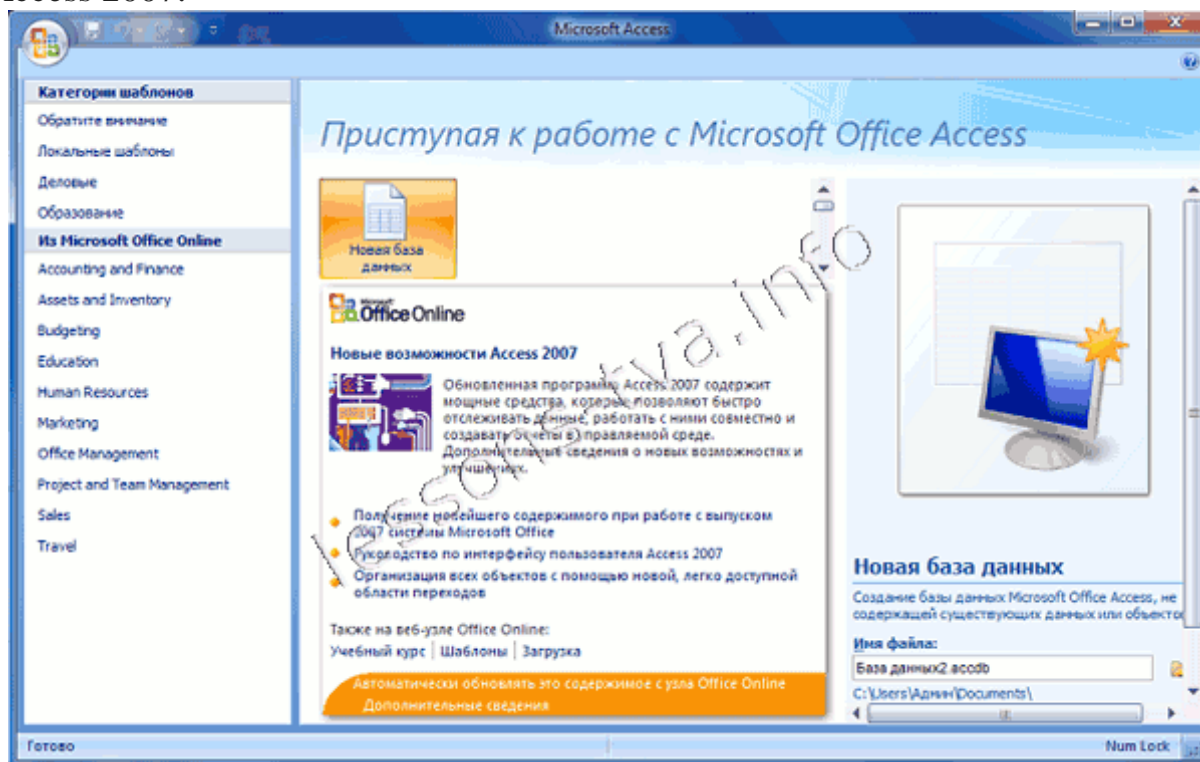 Access 2007.
Microsoft Access
Категории шаблонов
Обратите внимание
Локальные шаблоны
Деловые
Образование
Из Microsoft Office Online
Accounting and Finance
Assets and Inventory
Budgeting
Education
Human Resources
Marketing
Office Management
Project and Team Management
Sales
Travel
Приступая к работе с Microsoft Office Access
Новая база
данных
Microsoft
Office Online
Новые возможности Access 2007
Обновленная программа Access 2007 содержит
мощные средства, которые позволяют быстро
отслеживать данные, работать с ними совместно и
создавать отчеты в управляемой среде.
Дополнительные сведения о новых возможностях и
улучшениях.
Получение новейшего содержимого при работе с выпуском
2007 системы Microsoft Office
Руководство по интерфейсу пользователя Access 2007
Организация всех объектов с помощью новой, легко доступной
области переходов
Также на веб-узле Office Online:
Учебный курс | Шаблоны | Загрузка
Автоматически обновлять это содержимое с узла Office Online
Дополнительные сведения
Новая база данных
Создание базы данных Microsoft Office Access, не
содержащей существующих данных или объекто
Имя файла:
База данных2.accdb
C:\Users\Админ\Documents\
Готово
Num Lock